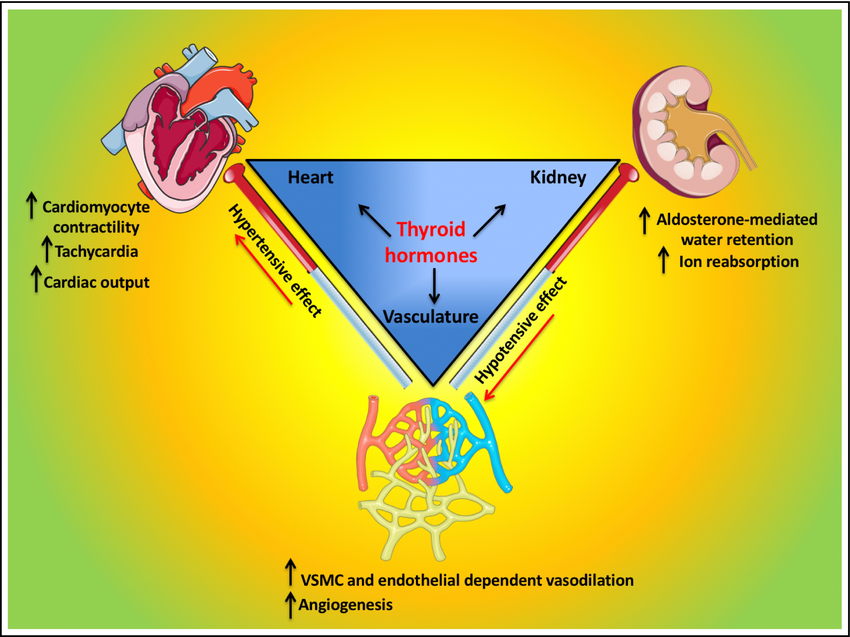 Heart
Kidney
Thyroid
hormones
Vasculature
Hypertensive effect
Hypotensive effect
↑ Cardiomyocyte
contractility
↑ Tachycardia
↑ Cardiac output
↑ Aldosterone-mediated
water retention
↑ Ion reabsorption
↑ VSMC and endothelial dependent vasodilation
↑ Angiogenesis